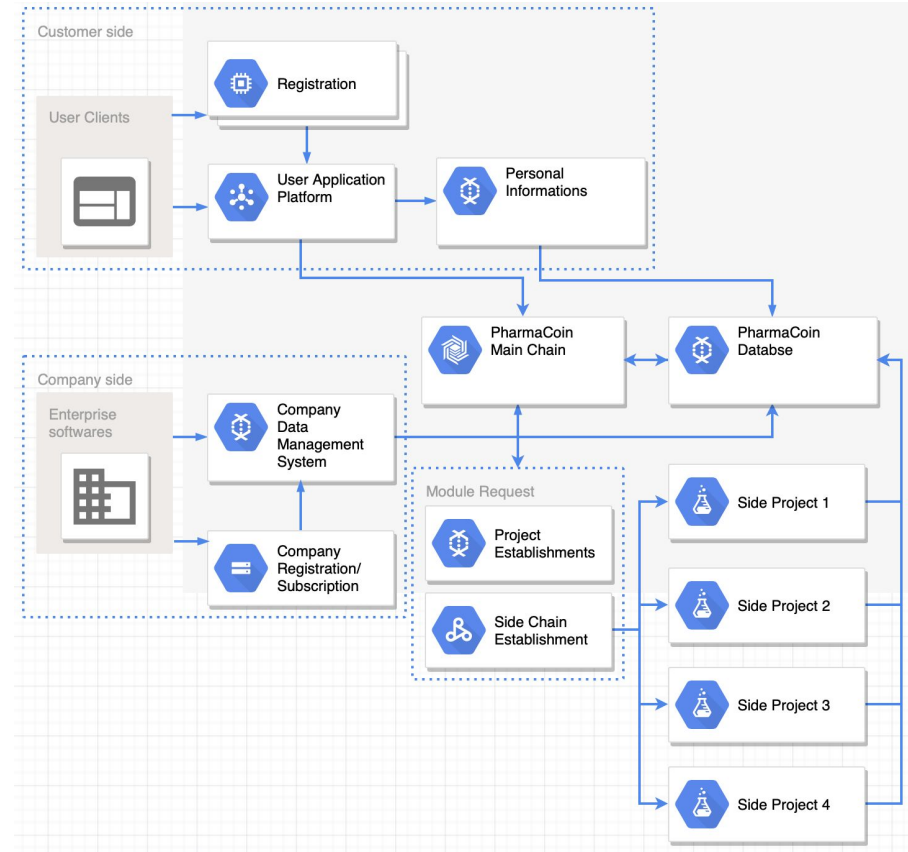 Customer side
User Clients
Registration
User Application
Platform
Personal
Informations
PharmaCoin
Main Chain
PharmaCoin
Databse
Company side
Enterprise
softwares
Company
Data
Management
System
Company
Registration/
Subscription
Module Request
Project
Establishments
Side Chain
Establishment
Side Project 1
Side Project 2
Side Project 3
Side Project 4